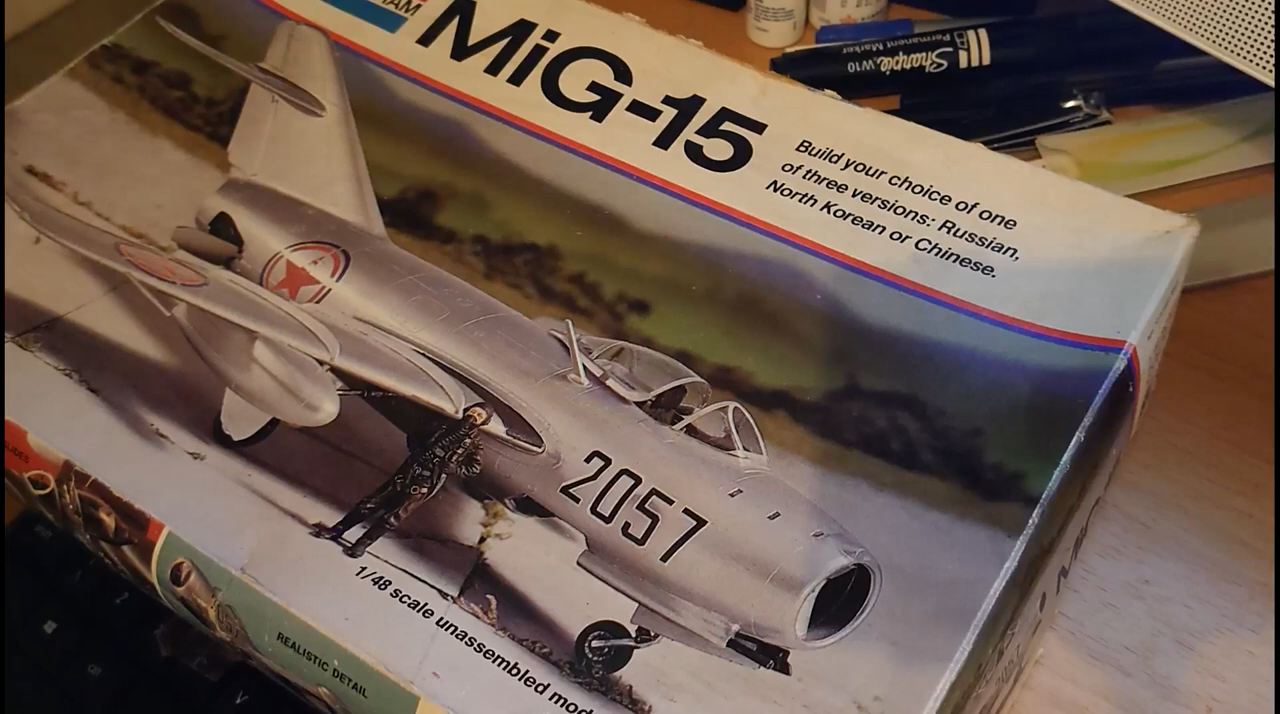 MiG-15
Build your choice of one
of three versions: Russian,
North Korean or Chinese.
2057
1/48 scale unassembled
REALISTIC DETAIL
Sharpie W10
Permanent Marker